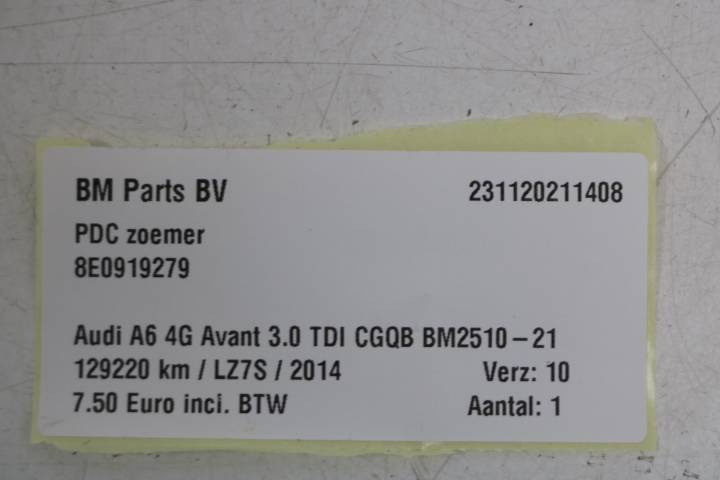 BM Parts BV 231120211408
PDC zoemer
8E0919279
Audi A6 4G Avant 3.0 TDI CGQB BM2510-21
129220 km / LZ7S / 2014 Verz: 10
7.50 Euro inci. BTW Aantal: 1